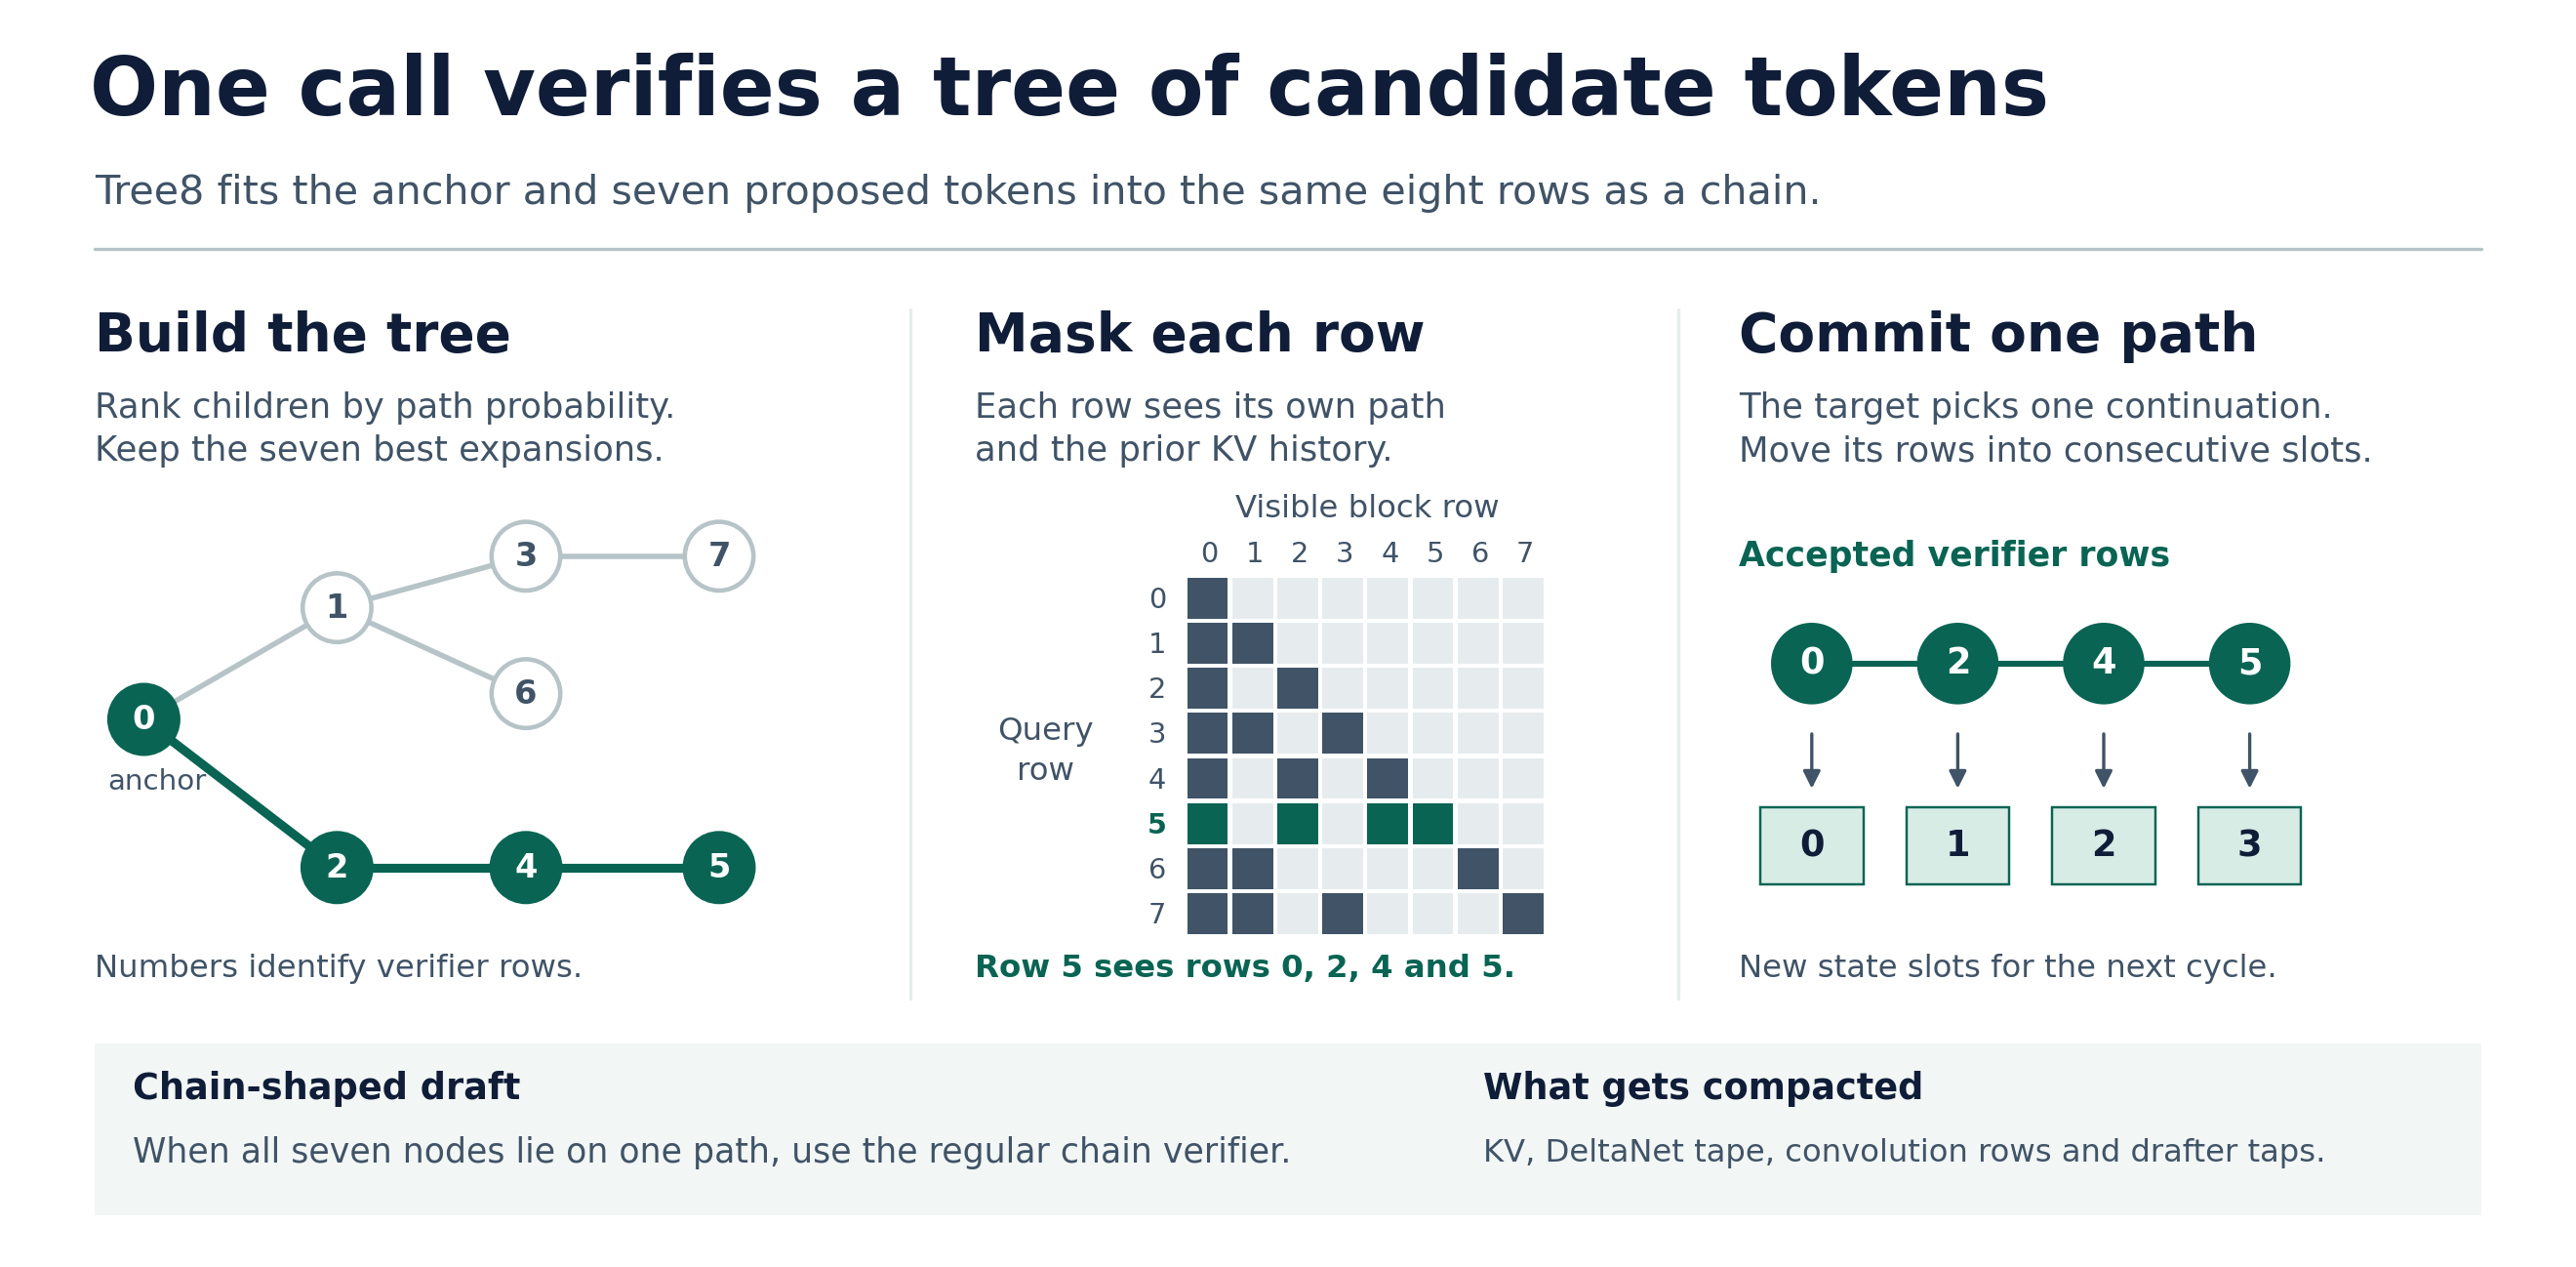 One call verifies a tree of candidate tokens
Tree8 fits the anchor and seven proposed tokens into the same eight rows as a chain.
Build the tree
Rank children by path probability.
Keep the seven best expansions.
3
7
1
6
0
anchor
2
4
5
Numbers identify verifier rows.
Mask each row
Each row sees its own path
and the prior KV history.
Visible block row
0 1 2 3 4 5 6 7
Query
row
0
1
2
3
4
5
6
7
Row 5 sees rows 0, 2, 4 and 5.
Commit one path
The target picks one continuation.
Move its rows into consecutive slots.
Accepted verifier rows
0 2 4 5
0 1 2 3
New state slots for the next cycle.
Chain-shaped draft
When all seven nodes lie on one path, use the regular chain verifier.
What gets compacted
KV, DeltaNet tape, convolution rows and drafter taps.